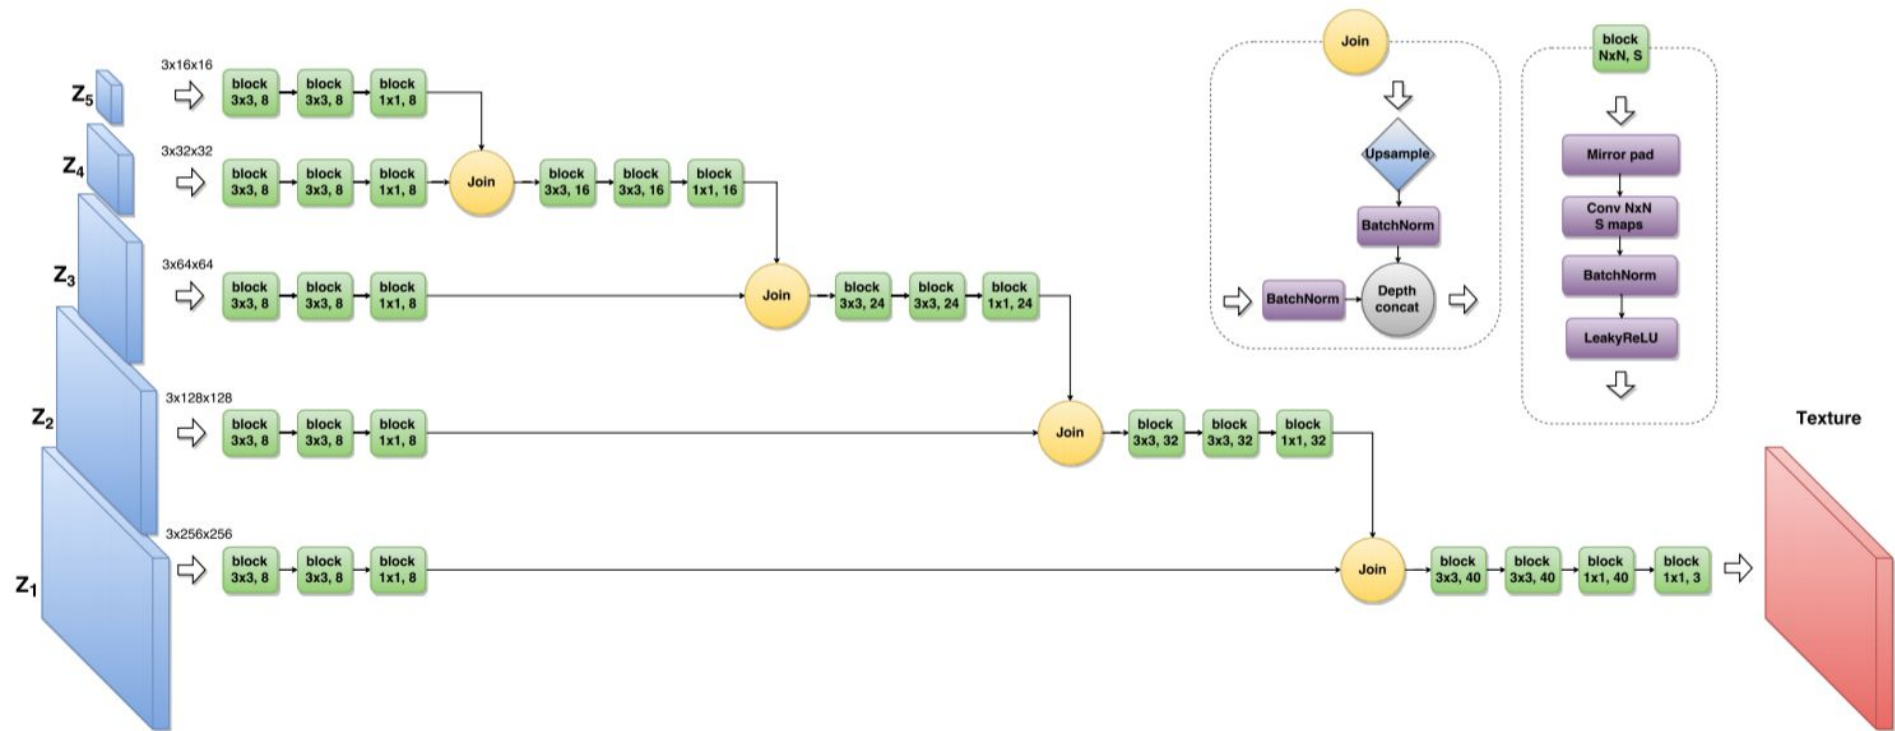 3x16x16
Z5
block
3x3, 8
block
3x3, 8
block
1x1, 8
3x32x32
Z4
block
3x3, 8
block
3x3, 8
block
1x1, 8
Join
block
3x3, 16
block
3x3, 16
block
1x1, 16
3x64x64
Z3
block
3x3, 8
block
3x3, 8
block
1x1, 8
Join
block
3x3, 24
block
3x3, 24
block
1x1, 24
3x128x128
Z2
block
3x3, 8
block
3x3, 8
block
1x1, 8
Join
block
3x3, 32
block
3x3, 32
block
1x1, 32
3x256x256
Z1
block
3x3, 8
block
3x3, 8
block
1x1, 8
Join
block
3x3, 40
block
3x3, 40
block
1x1, 40
block
1x1, 3
Texture
Join
Upsample
BatchNorm
BatchNorm
Depth
concat
block
NxN, S
Mirror pad
Conv NxN
S maps
BatchNorm
LeakyReLU